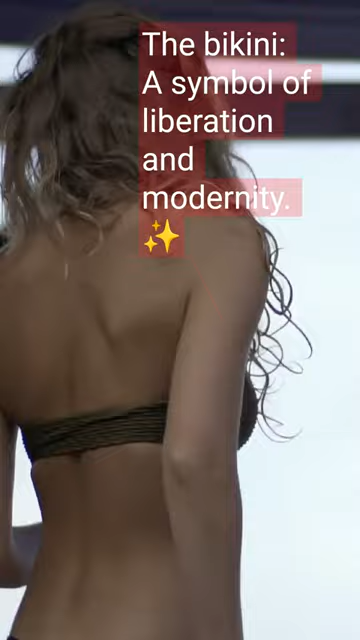 The bikini:
A symbol of
liberation
and
modernity.
✨